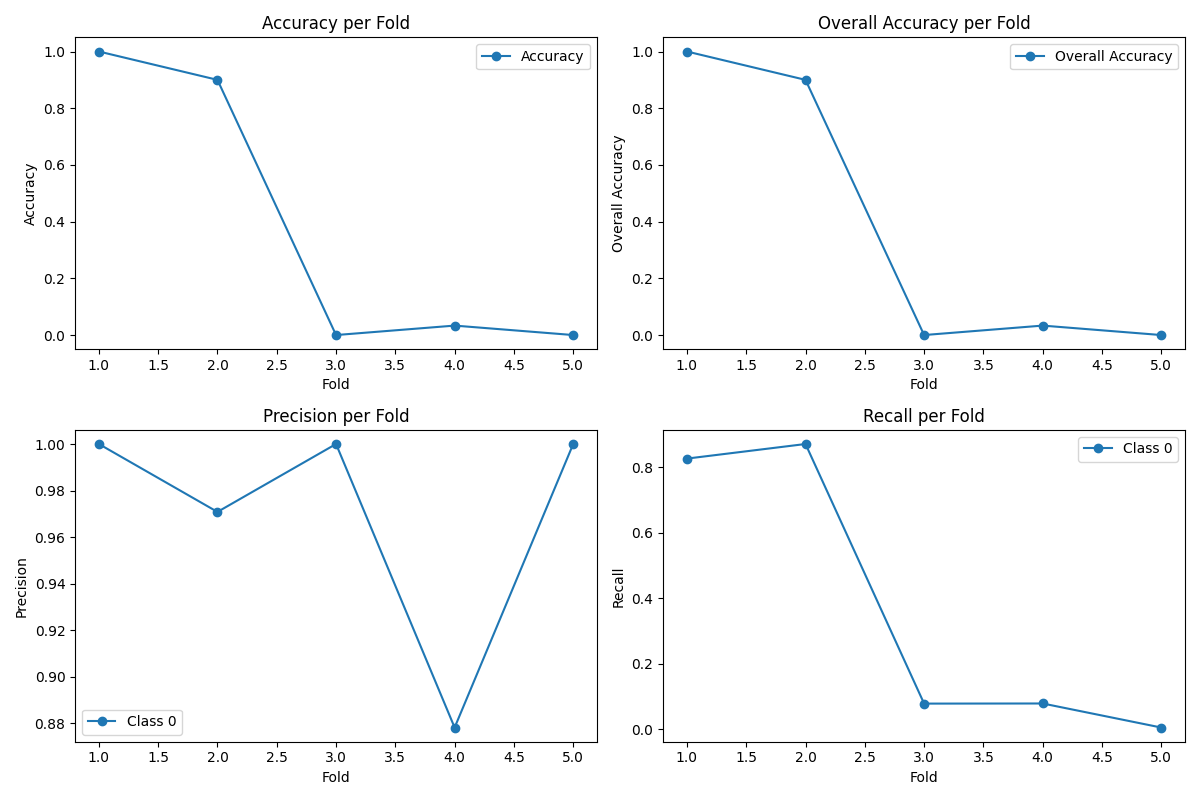 Accuracy per Fold
Accuracy
1.0
0.8
0.6
0.4
0.2
0.0
Accuracy
1.0 1.5 2.0 2.5 3.0 3.5 4.0 4.5 5.0
Fold
Overall Accuracy per Fold
Overall Accuracy
1.0
0.8
0.6
0.4
0.2
0.0
Overall Accuracy
1.0 1.5 2.0 2.5 3.0 3.5 4.0 4.5 5.0
Fold
Precision per Fold
1.00
0.98
0.96
0.94
0.92
0.90
0.88
Precision
Class 0
1.0 1.5 2.0 2.5 3.0 3.5 4.0 4.5 5.0
Fold
Recall per Fold
Class 0
0.8
0.6
0.4
0.2
0.0
Recall
1.0 1.5 2.0 2.5 3.0 3.5 4.0 4.5 5.0
Fold